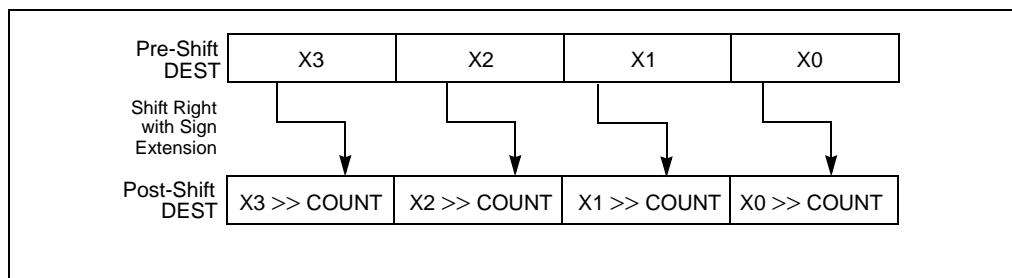 Pre-Shift
DEST
X3 X2 X1 X0
Shift Right
with Sign
Extension
Post-Shift
DEST
X3 >> COUNT X2 >> COUNT X1 >> COUNT X0 >> COUNT